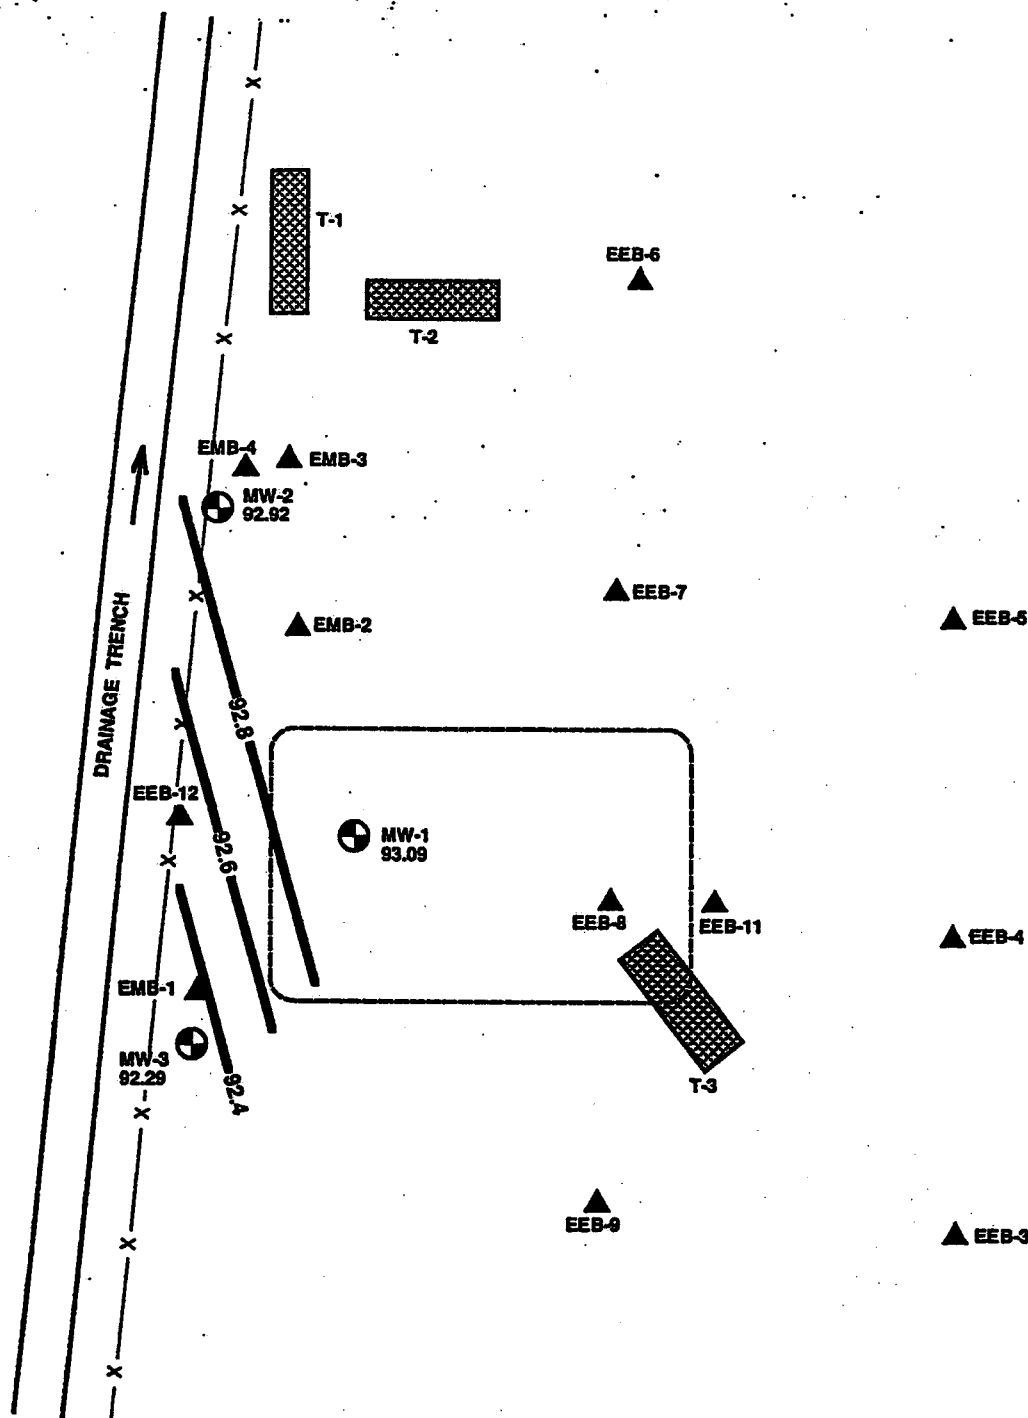 X
X
T-1
EEB-6
X
T-2
EMB-4
EMB-3
MW-2
92.92
X
EEB-7
EEB-5
EMB-2
DRAINAGE TRENCH
92.8
X
EEB-12
92.6
MW-1
93.09
X
EEB-8
EEB-11
EEB-4
EMB-1
MW-3
92.29
92.4
T-3
X
EEB-9
EEB-3
X
X